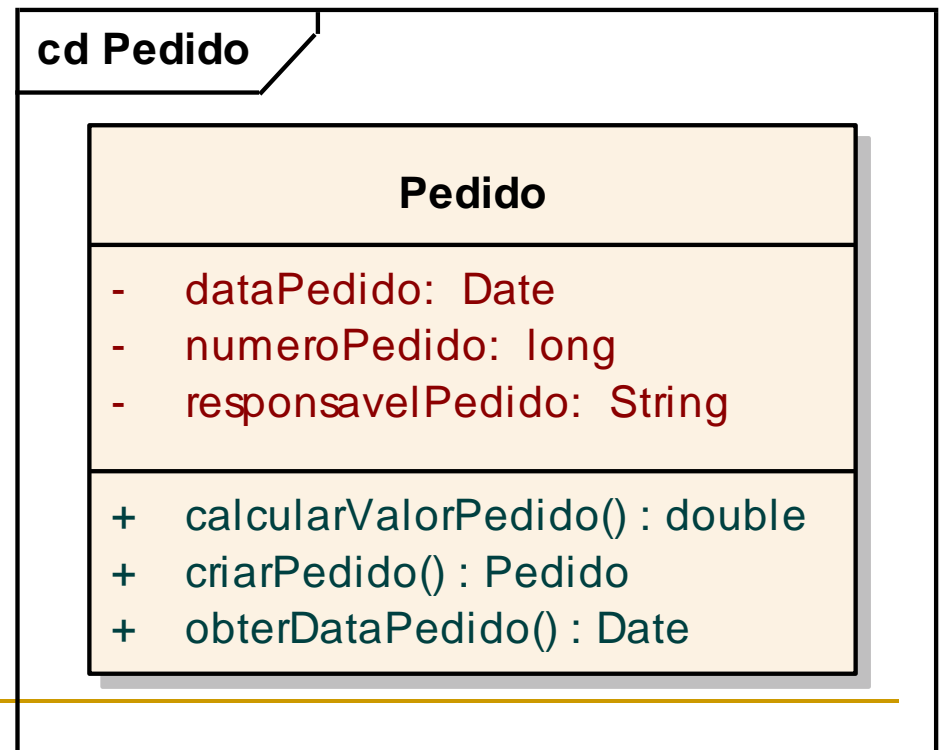 cd Pedido
Pedido
- dataPedido: Date
- numeroPedido: long
- responsavelPedido: String
+ calcularValorPedido() : double
+ criarPedido() : Pedido
+ obterDataPedido() : Date